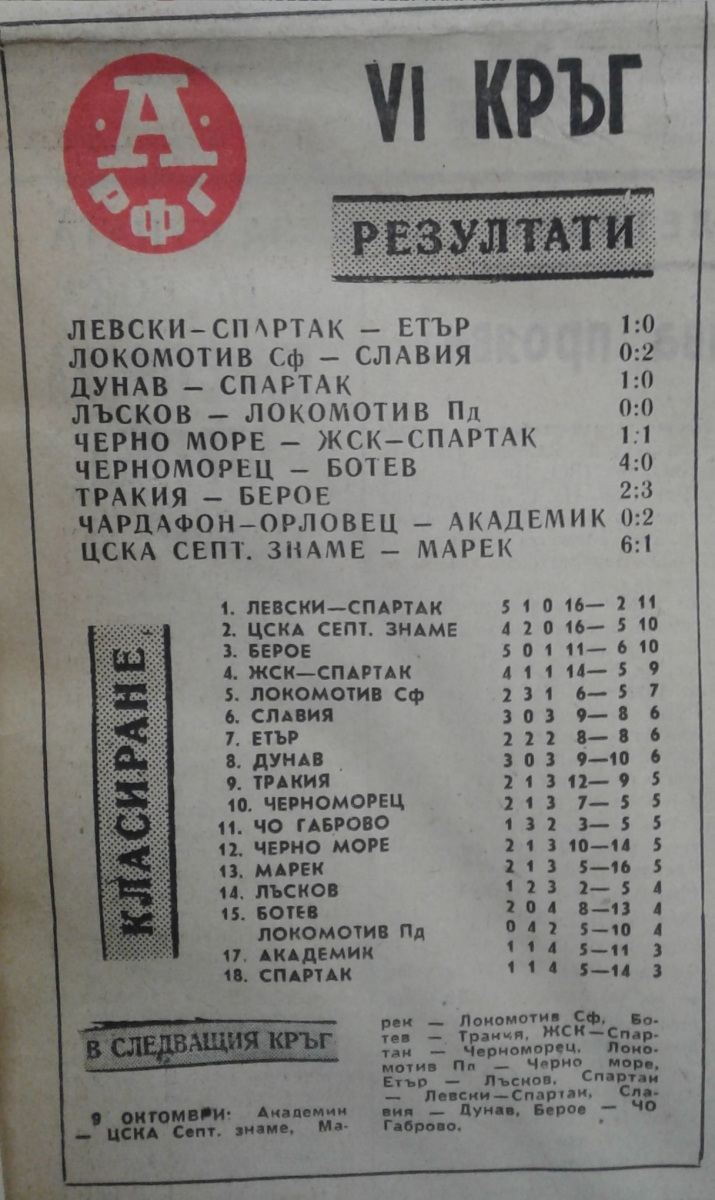 А
РФГ
VI КРЪГ
РЕЗУЛТАТИ
ЛЕВСКИ–СПАРТАК — ЕТЪР 1:0
ЛОКОМОТИВ Сф — СЛАВИЯ 0:2
ДУНАВ — СПАРТАК 1:0
ЛЪСКОВ — ЛОКОМОТИВ Пд 0:0
ЧЕРНО МОРЕ — ЖСК–СПАРТАК 1:1
ЧЕРНОМОРЕЦ — БОТЕВ 4:0
ТРАКИЯ — БЕРОЕ 2:3
ЧАРДАФОН–ОРЛОВЕЦ — АКАДЕМИК 0:2
ЦСКА СЕПТ. ЗНАМЕ — МАРЕК 6:1
КЛАСИРАНЕ
1. ЛЕВСКИ—СПАРТАК 5 1 0 16— 2 11
2. ЦСКА СЕПТ. ЗНАМЕ 4 2 0 16— 5 10
3. БЕРОЕ 5 0 1 11— 6 10
4. ЖСК—СПАРТАК 4 1 1 14— 5 9
5. ЛОКОМОТИВ Сф 2 3 1 6— 5 7
6. СЛАВИЯ 3 0 3 9— 8 6
7. ЕТЪР 2 2 2 8— 8 6
8. ДУНАВ 3 0 3 9—10 6
9. ТРАКИЯ 2 1 3 12— 9 5
10. ЧЕРНОМОРЕЦ 2 1 3 7— 5 5
11. ЧО ГАБРОВО 1 3 2 3— 5 5
12. ЧЕРНО МОРЕ 2 1 3 10—14 5
13. МАРЕК 2 1 3 5—16 5
14. ЛЪСКОВ 1 2 3 2— 5 4
15. БОТЕВ 2 0 4 8—13 4
ЛОКОМОТИВ Пд 0 4 2 5—10 4
17. АКАДЕМИК 1 1 4 5—11 3
18. СПАРТАК 1 1 4 5—14 3
В СЛЕДВАЩИЯ КРЪГ
9 ОКТОМВРИ: Академик
— ЦСКА Септ. знаме, Ма-
рек — Локомотив Сф, Бо-
тев — Тракия, ЖСК—Спар-
так — Черноморец, Локо-
мотив Пд — Черно море,
Етър — Лъсков, Спартак
— Левски—Спартак, Сла-
вия — Дунав, Берое — ЧО
Габрово.